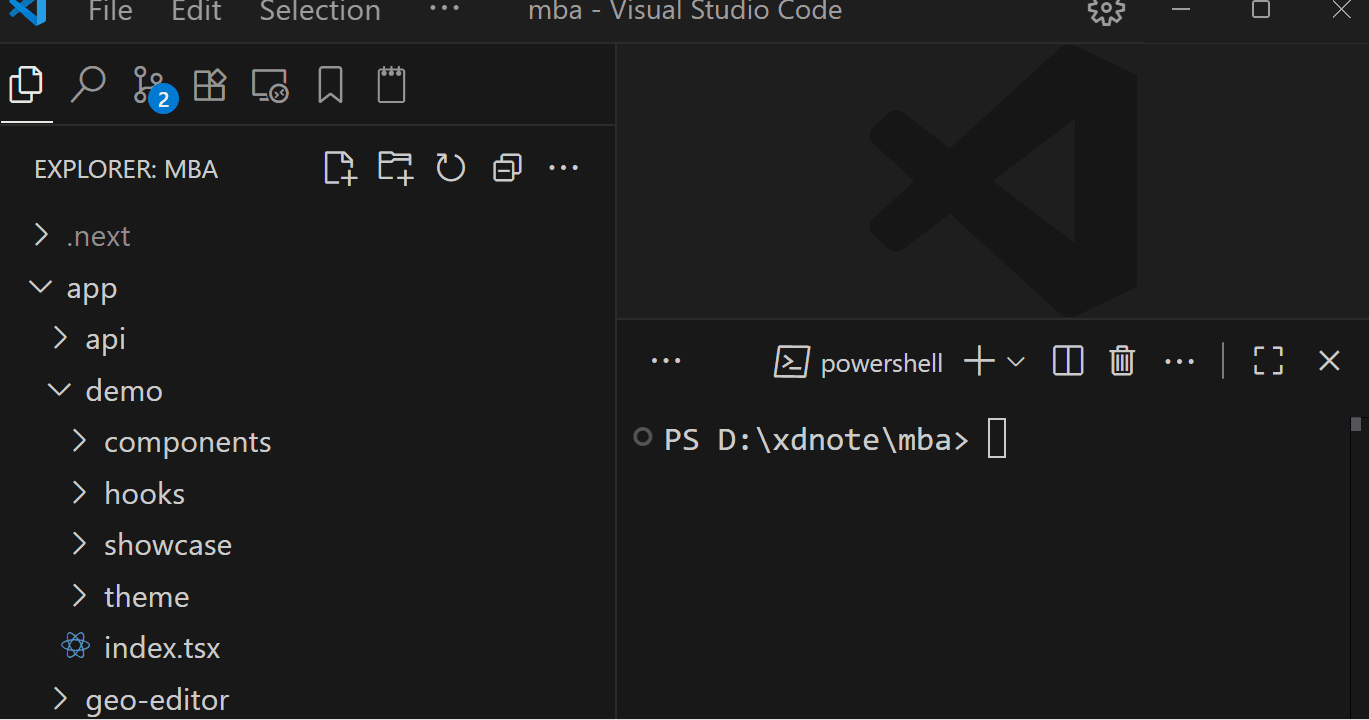 File Edit Selection ··· mba - Visual Studio Code
2
EXPLORER: MBA
.next
app
api
demo
components
hooks
showcase
theme
index.tsx
geo-editor
powershell
PS D:\xdnote\mba>